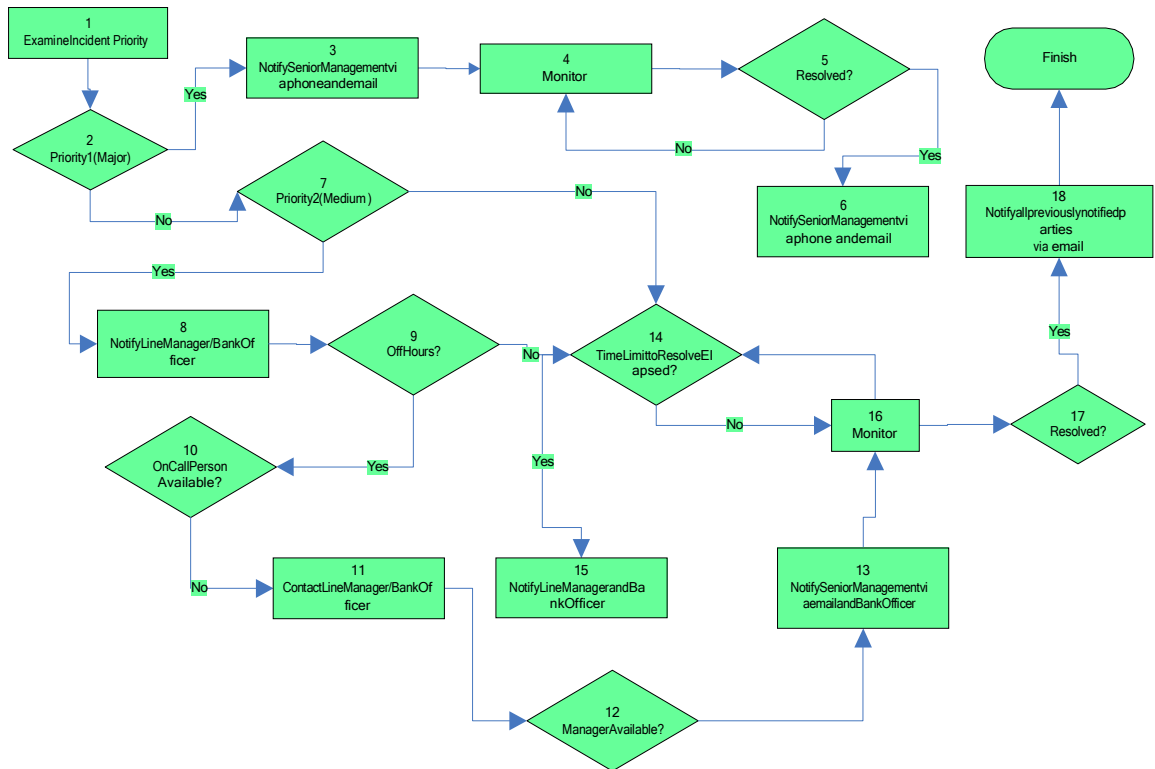 1
ExamineIncident Priority
2
Priority1(Major)
Yes
No
3
NotifySeniorManagementvi
aphoneandemail
4
Monitor
5
Resolved?
No
Yes
6
NotifySeniorManagementvi
aphone andemail
Finish
7
Priority2(Medium)
No
Yes
18
Notifyallpreviouslynotifiedp
arties
via email
Yes
8
NotifyLineManager/BankOf
ficer
9
OffHours?
No
Yes
Yes
14
TimeLimittoResolveEl
apsed?
No
16
Monitor
17
Resolved?
10
OnCallPerson
Available?
No
11
ContactLineManager/BankOf
ficer
15
NotifyLineManagerandBa
nkOfficer
13
NotifySeniorManagementvi
aemailandBankOfficer
12
ManagerAvailable?